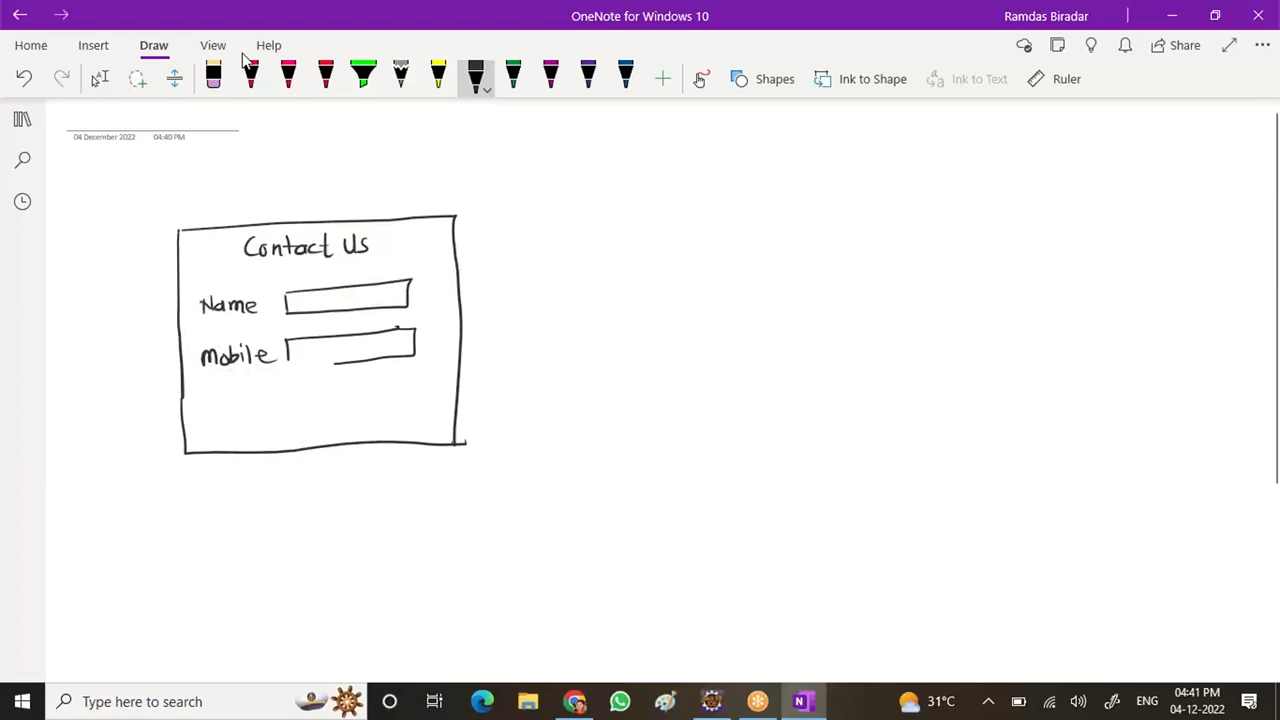 OneNote for Windows 10
Ramdas Biradar
Home Insert Draw View Help
Share
Shapes Ink to Shape Ink to Text Ruler
04 December 2022 04:40 PM
Contact Us
Name
Mobile
Type here to search
31°C
ENG
04:41 PM
04-12-2022